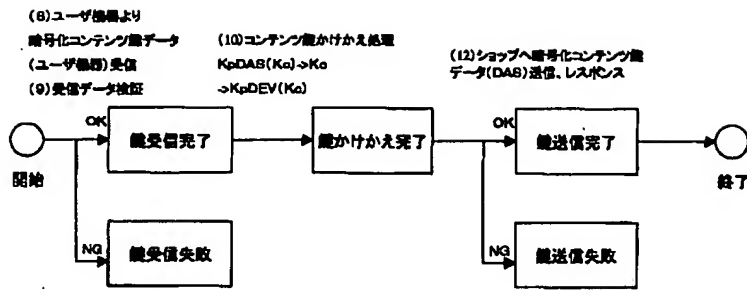 (8)ユーザ機器より
暗号化コンテンツ鍵データ
(ユーザ機器)受信
(9)受信データ検証
(10)コンテンツ鍵かけかえ処理
KpDAS(Kc)->Kc
->KpDEV(Kc)
(12)ショップへ暗号化コンテンツ鍵
データ(DAS)送信、レスポンス
開始
OK
鍵受信完了
鍵かけかえ完了
OK
鍵送信完了
終了
NG
鍵受信失敗
NG
鍵送信失敗